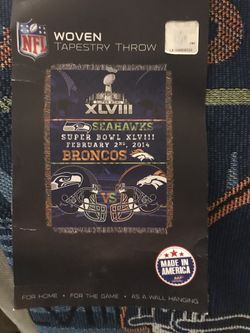 NFL
WOVEN
TAPESTRY THROW
XLVIII
SEAHAWKS
SUPER BOWL XLVIII
FEBRUARY 2ND, 2014
BRONCOS
VS
MADE IN
AMERICA
FOR HOME • FOR THE GAME • AS A WALL HANGING